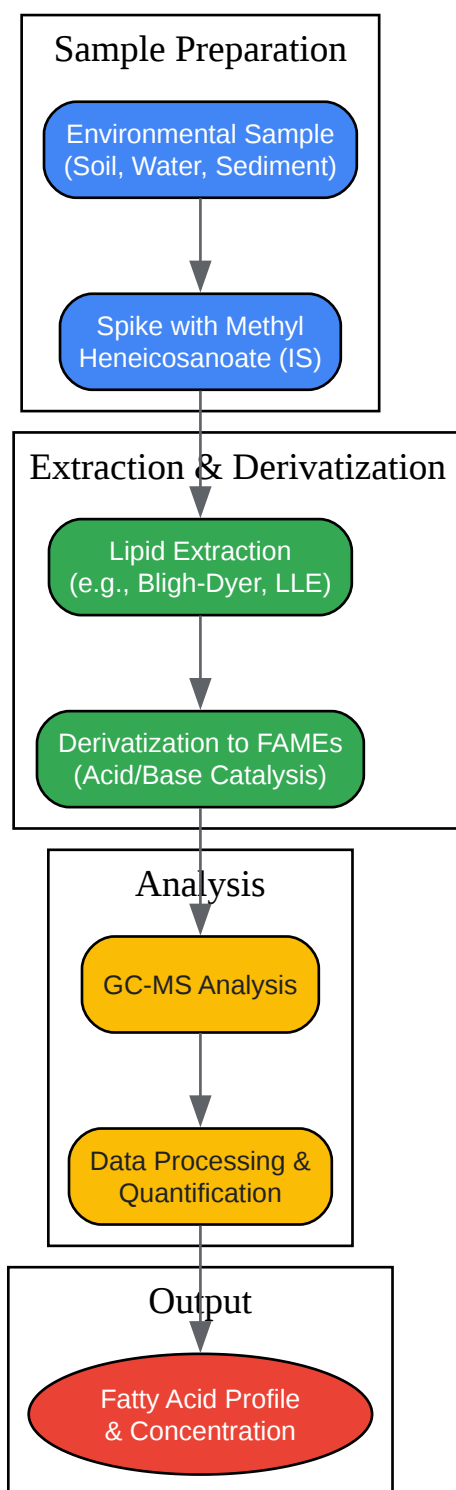 Sample Preparation
Environmental Sample
(Soil, Water, Sediment)
Spike with Methyl
Heneicosanoate (IS)
Extraction & Derivatization
Lipid Extraction
(e.g., Bligh-Dyer, LLE)
Derivatization to FAMEs
(Acid/Base Catalysis)
Analysis
GC-MS Analysis
Data Processing &
Quantification
Output
Fatty Acid Profile
& Concentration